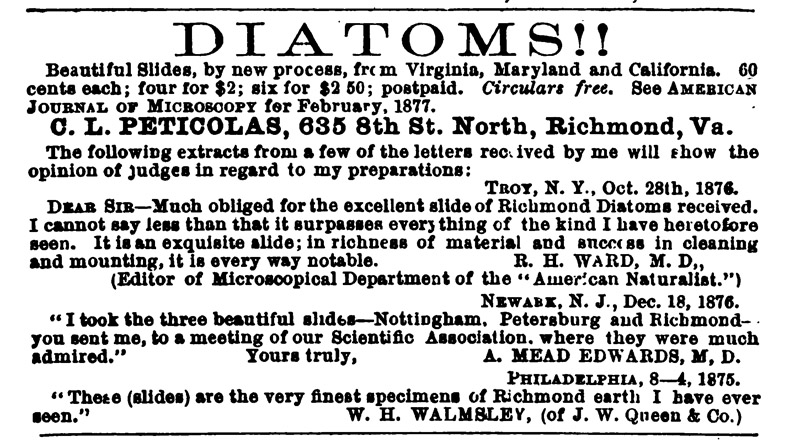 DIATOMS!!
Beautiful Slides, by new process, from Virginia, Maryland and California. 60
cents each; four for $2; six for $2 50; postpaid. Circulars free. See AMERICAN
JOURNAL OF MICROSCOPY for February, 1877.
C. L. PETICOLAS, 635 8th St. North, Richmond, Va.
The following extracts from a few of the letters received by me will show the
opinion of judges in regard to my preparations:
TROY, N. Y., Oct. 28th, 1876.
DEAR SIR—Much obliged for the excellent slide of Richmond Diatoms received.
I cannot say less than that it surpasses everything of the kind I have heretofore
seen. It is an exquisite slide; in richness of material and success in cleaning
and mounting, it is every way notable. R. H. WARD, M. D.,
(Editor of Microscopical Department of the "American Naturalist.")
NEWARK, N. J., Dec. 18, 1876.
"I took the three beautiful slides—Nottingham, Petersburg and Richmond—
you sent me, to a meeting of our Scientific Association, where they were much
admired." Yours truly, A. MEAD EDWARDS, M, D.
PHILADELPHIA, 8—4, 1875.
"These (slides) are the very finest specimens of Richmond earth I have ever
seen." W. H. WALMSLEY, (of J. W. Queen & Co.)